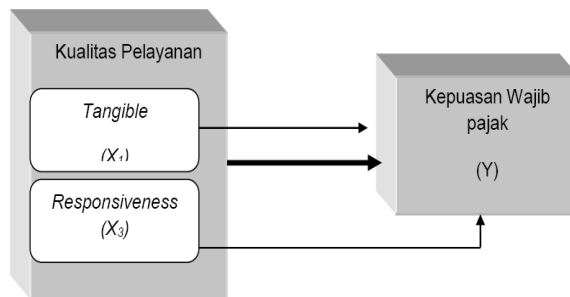 Kualitas Pelayanan
Tangible
(X₁)
Responsiveness
(X₃)
Kepuasan Wajib
pajak
(Y)